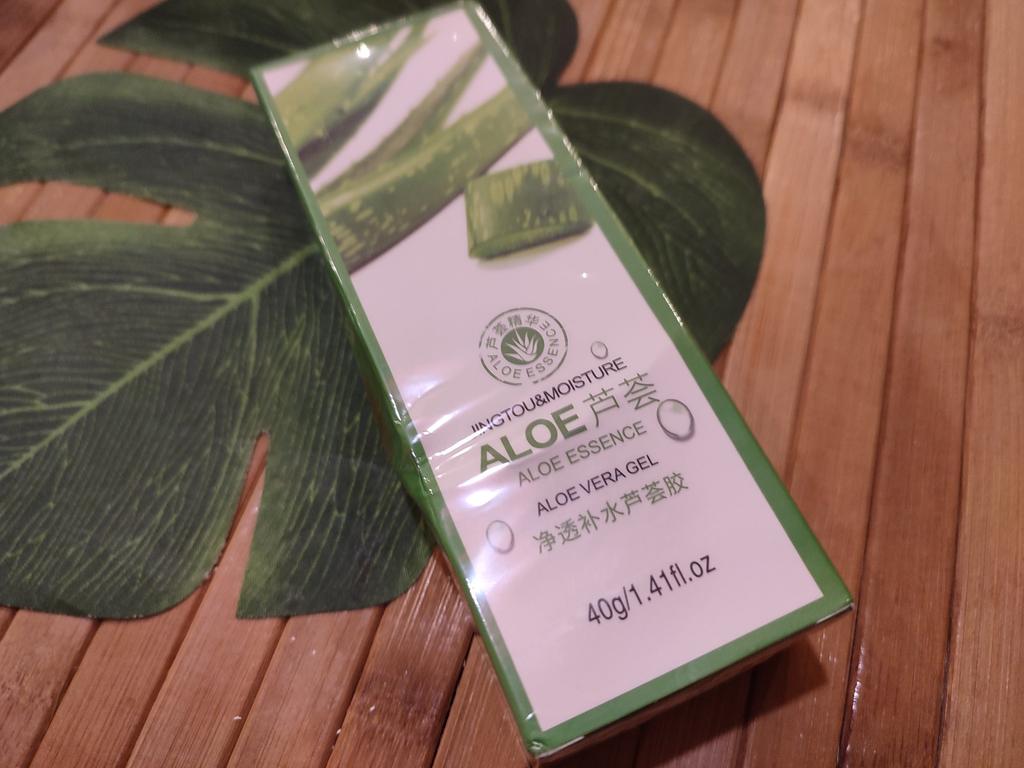 芦荟精华
ALOE ESSENCE
JINGTOU&MOISTURE
ALOE芦荟
ALOE ESSENCE
ALOE VERA GEL
净透补水芦荟胶
40g/1.41fl.oz